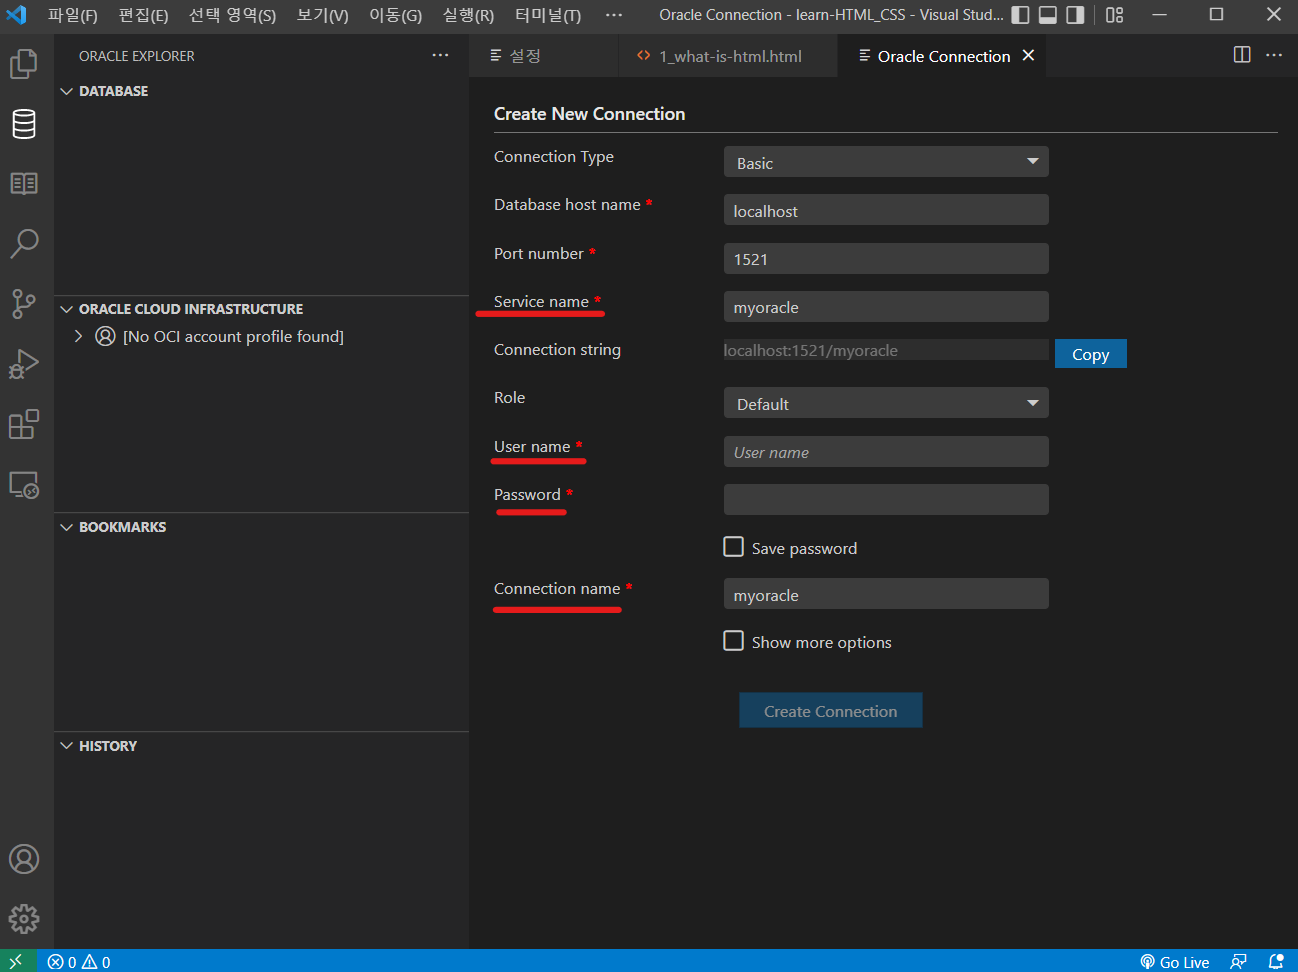 파일(F) 편집(E) 선택 영역(S) 보기(V) 이동(G) 실행(R) 터미널(T) ··· Oracle Connection - learn-HTML_CSS - Visual Stud...
ORACLE EXPLORER ···
설정 <> 1_what-is-html.html Oracle Connection ···
DATABASE
ORACLE CLOUD INFRASTRUCTURE
[No OCI account profile found]
BOOKMARKS
HISTORY
Create New Connection
Connection Type Basic
Database host name * localhost
Port number * 1521
Service name * myoracle
Connection string localhost:1521/myoracle Copy
Role Default
User name * User name
Password *
Save password
Connection name * myoracle
Show more options
Create Connection
0 0 Go Live